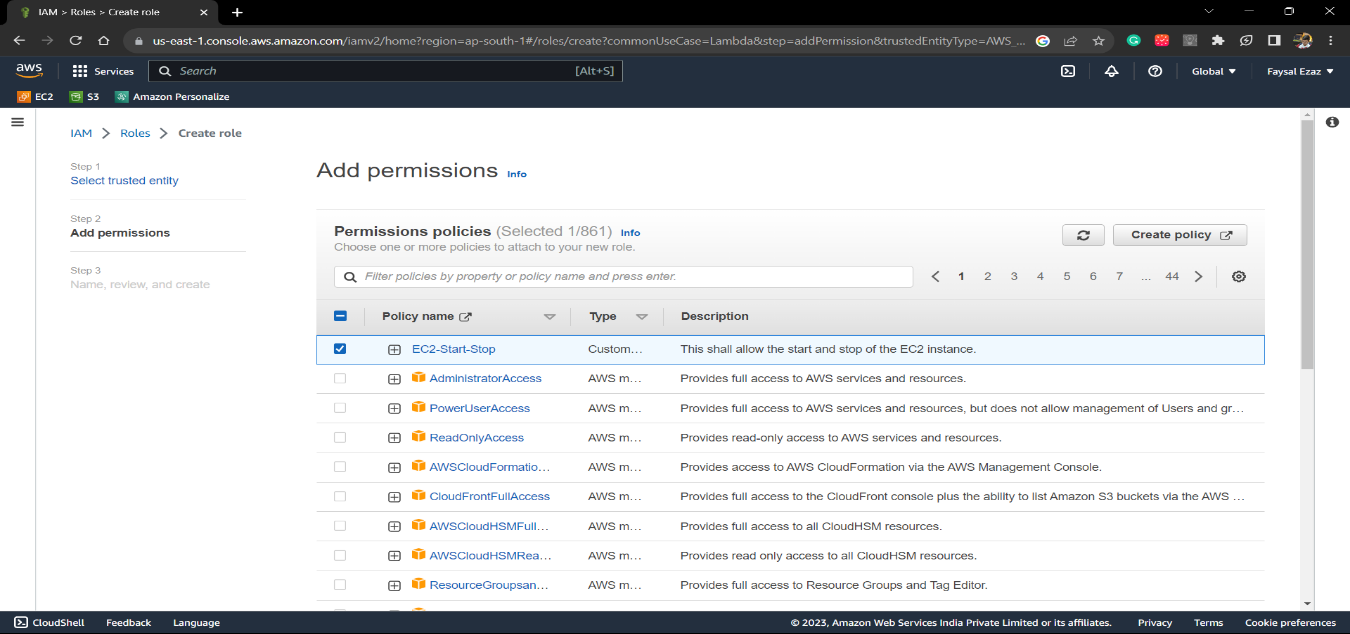 IAM > Roles > Create role
us-east-1.console.aws.amazon.com/iamv2/home?region=ap-south-1#/roles/create?commonUseCase=Lambda&step=addPermission&trustedEntityType=AWS_...
aws Services Search [Alt+S] Global Faysal Ezaz
EC2 S3 Amazon Personalize
IAM > Roles > Create role
Step 1
Select trusted entity
Step 2
Add permissions
Step 3
Name, review, and create
Add permissions Info
Permissions policies (Selected 1/861) Info
Choose one or more policies to attach to your new role.
Create policy
Filter policies by property or policy name and press enter.
1 2 3 4 5 6 7 ... 44
Policy name Type Description
EC2-Start-Stop Custom... This shall allow the start and stop of the EC2 instance.
AdministratorAccess AWS m... Provides full access to AWS services and resources.
PowerUserAccess AWS m... Provides full access to AWS services and resources, but does not allow management of Users and gr...
ReadOnlyAccess AWS m... Provides read-only access to AWS services and resources.
AWSCloudFormatio... AWS m... Provides access to AWS CloudFormation via the AWS Management Console.
CloudFrontFullAccess AWS m... Provides full access to the CloudFront console plus the ability to list Amazon S3 buckets via the AWS ...
AWSCloudHSMFull... AWS m... Provides full access to all CloudHSM resources.
AWSCloudHSMRea... AWS m... Provides read only access to all CloudHSM resources.
ResourceGroupsan... AWS m... Provides full access to Resource Groups and Tag Editor.
CloudShell Feedback Language © 2023, Amazon Web Services India Private Limited or its affiliates. Privacy Terms Cookie preferences